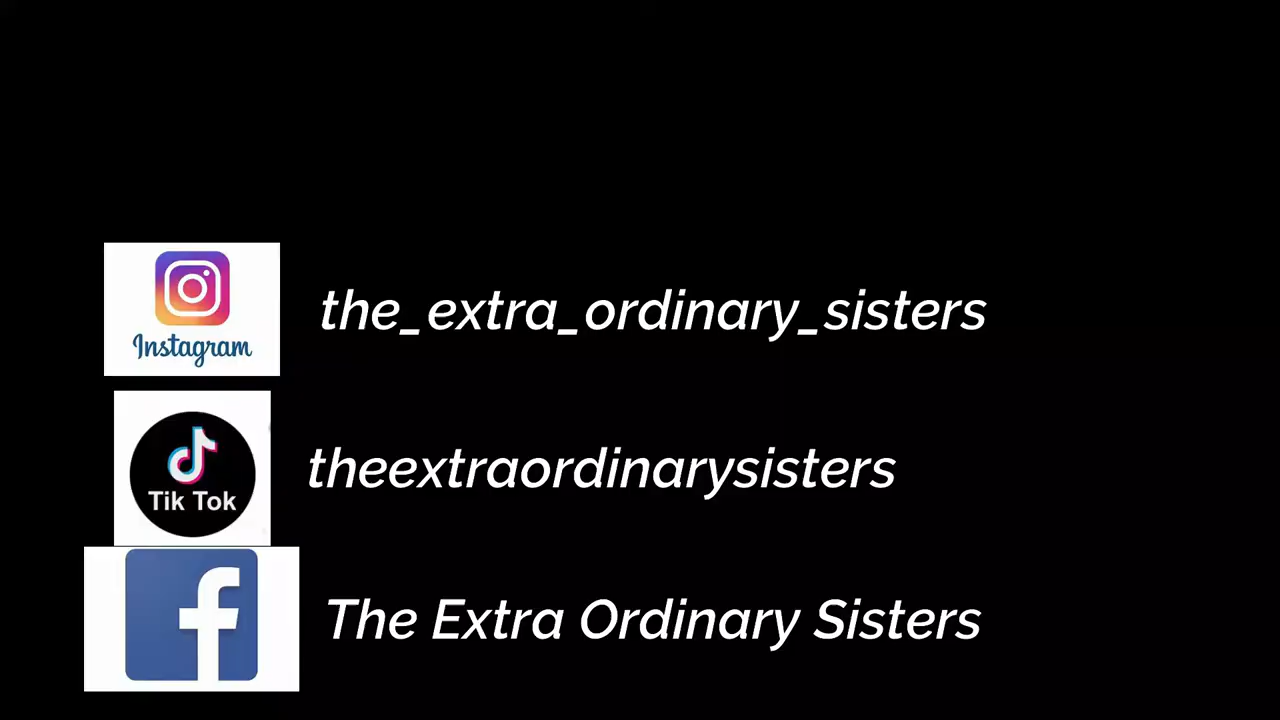 Instagram
the_extra_ordinary_sisters
Tik Tok
theextraordinarysisters
f
The Extra Ordinary Sisters